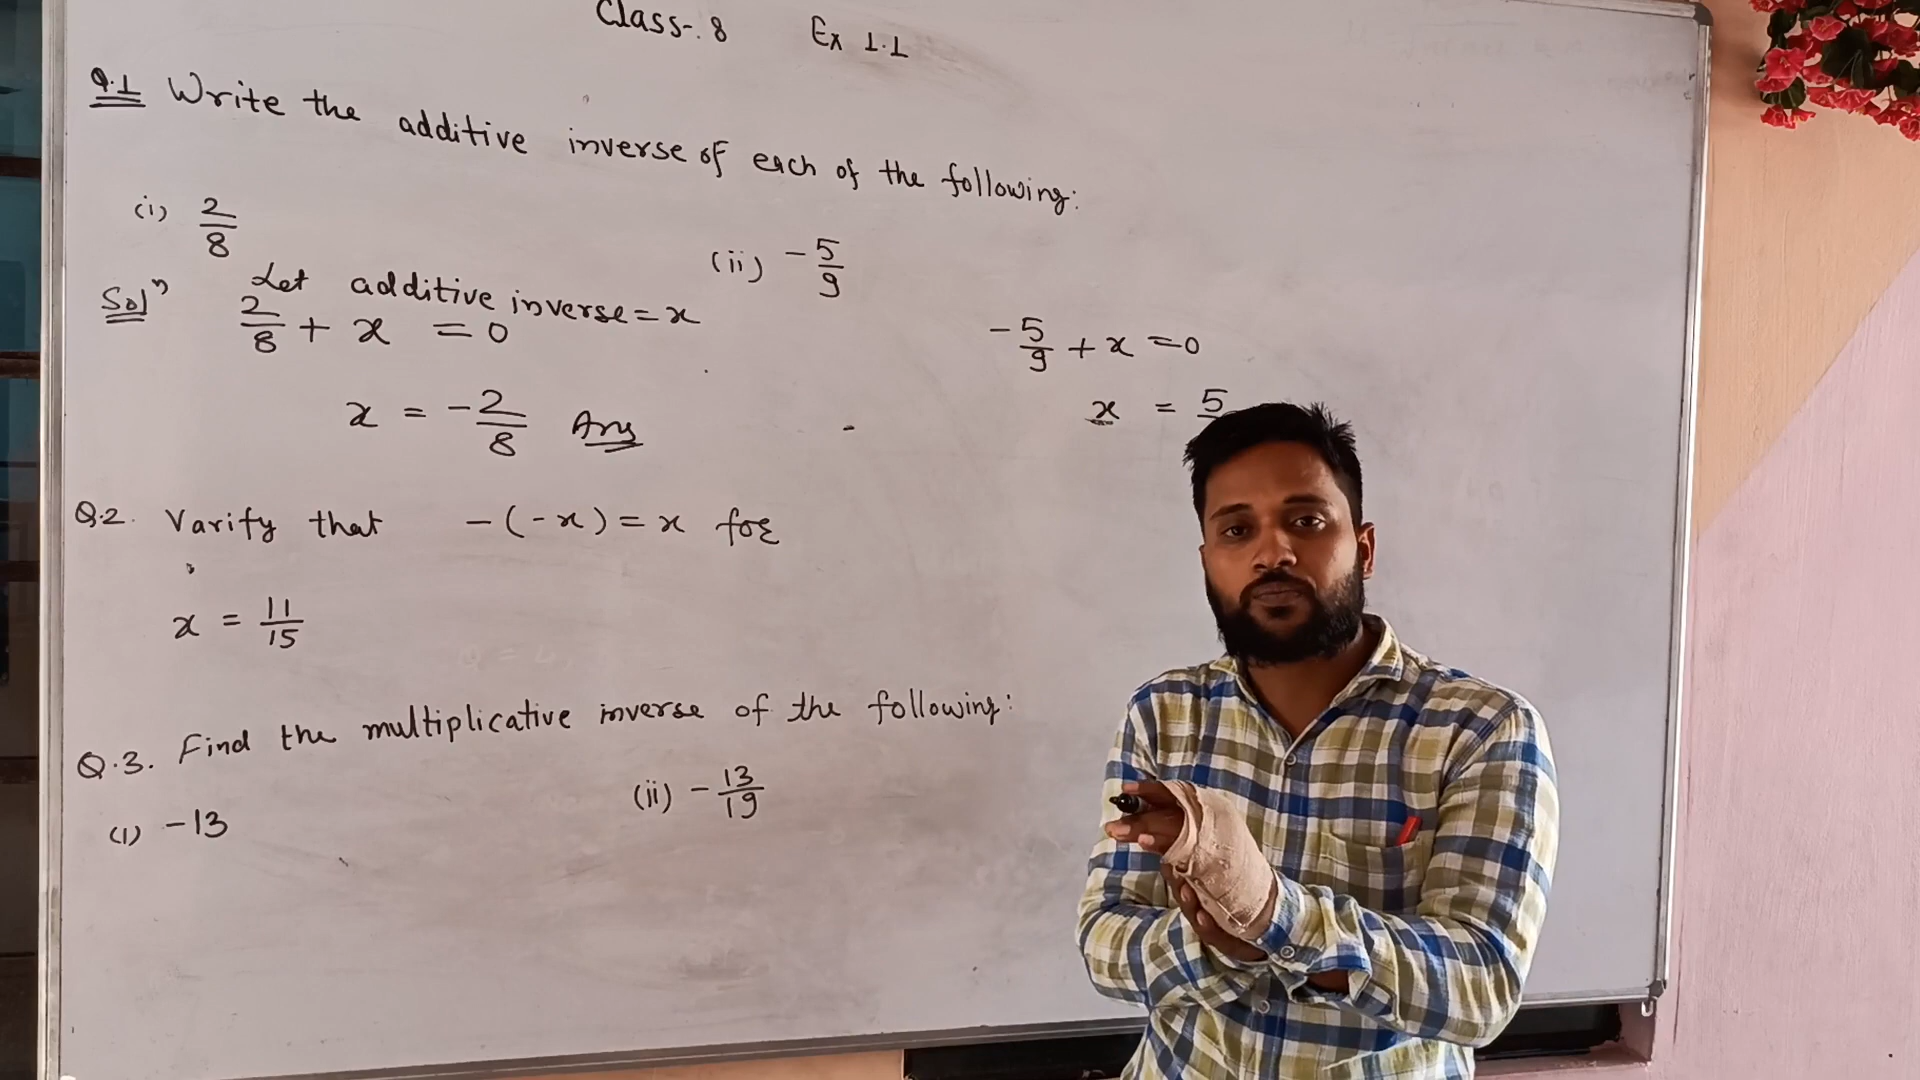 Class-. 8 Ex 1.1
Q.1 Write the additive inverse of each of the following:
(i) 2/8 (ii) -5/9
Solⁿ Let additive inverse = x
2/8 + x = 0 -5/9 + x = 0
x = -2/8 Ans x = 5
Q.2. Varify that -(-x) = x for
x = 11/15
Q.3. Find the multiplicative inverse of the following:
(i) -13 (ii) -13/19